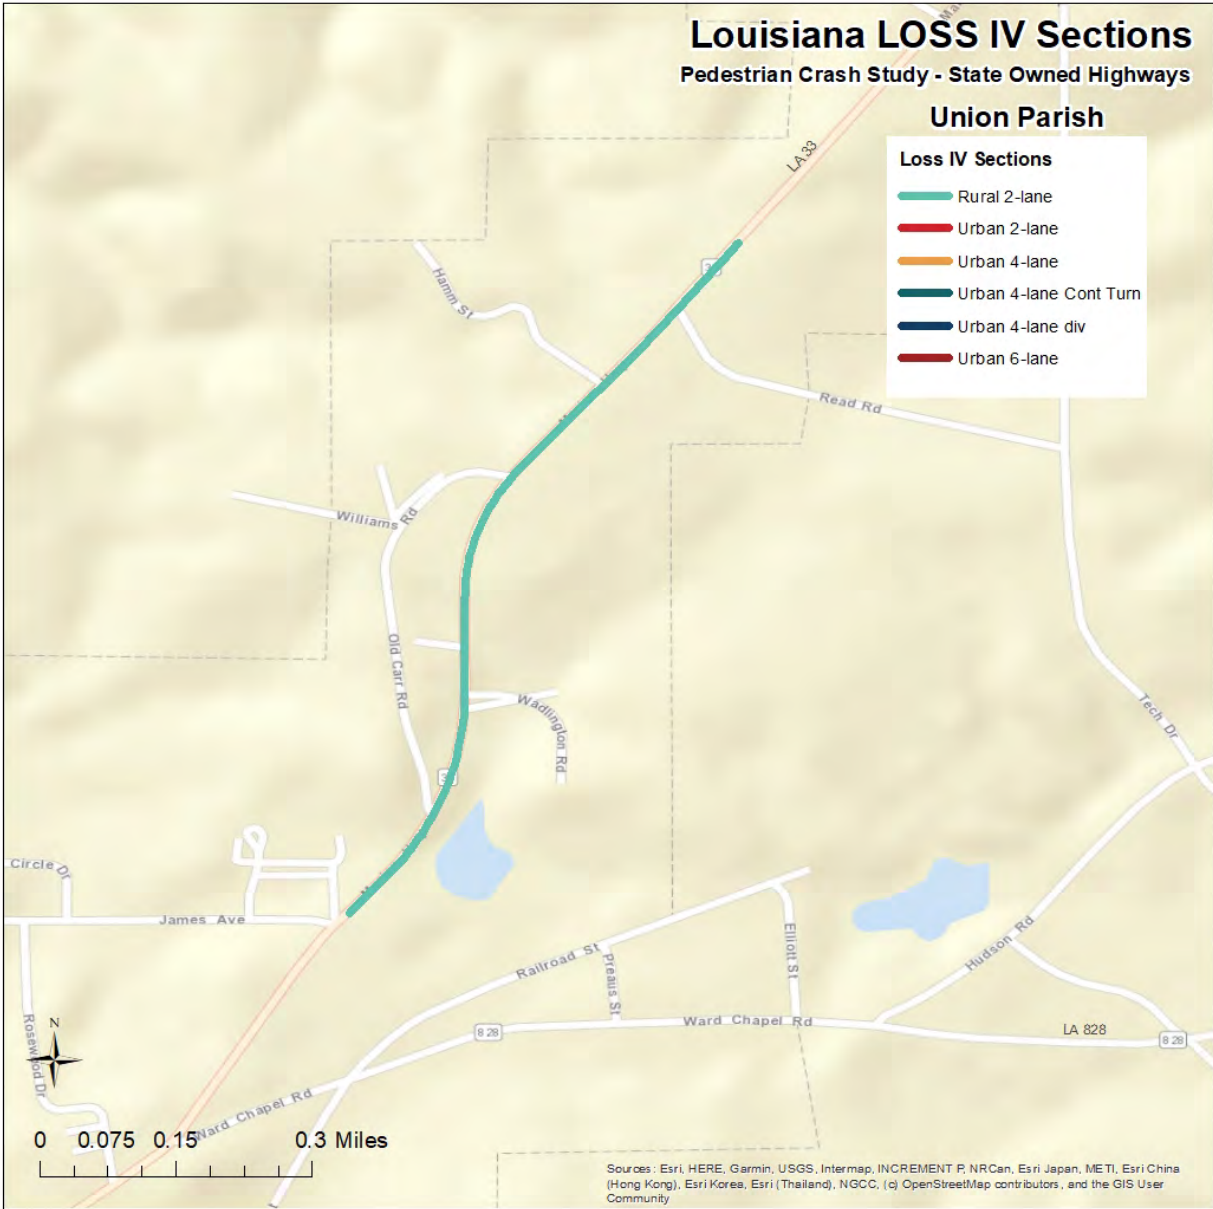 Louisiana LOSS IV Sections
Pedestrian Crash Study - State Owned Highways
Union Parish
Loss IV Sections
Rural 2-lane
Urban 2-lane
Urban 4-lane
Urban 4-lane Cont Turn
Urban 4-lane div
Urban 6-lane
LA 33
Hamm St
Read Rd
Williams Rd
Old Carr Rd
Wadlington Rd
Tech Dr
Circle Dr
James Ave
Railroad St
Preaus St
Elliott St
Hudson Rd
Ward Chapel Rd
LA 828
828
828
Rosewood Dr
Ward Chapel Rd
N
0 0.075 0.15 0.3 Miles
Sources: Esri, HERE, Garmin, USGS, Intermap, INCREMENT P, NRCan, Esri Japan, METI, Esri China
(Hong Kong), Esri Korea, Esri (Thailand), NGCC, (c) OpenStreetMap contributors, and the GIS User
Community